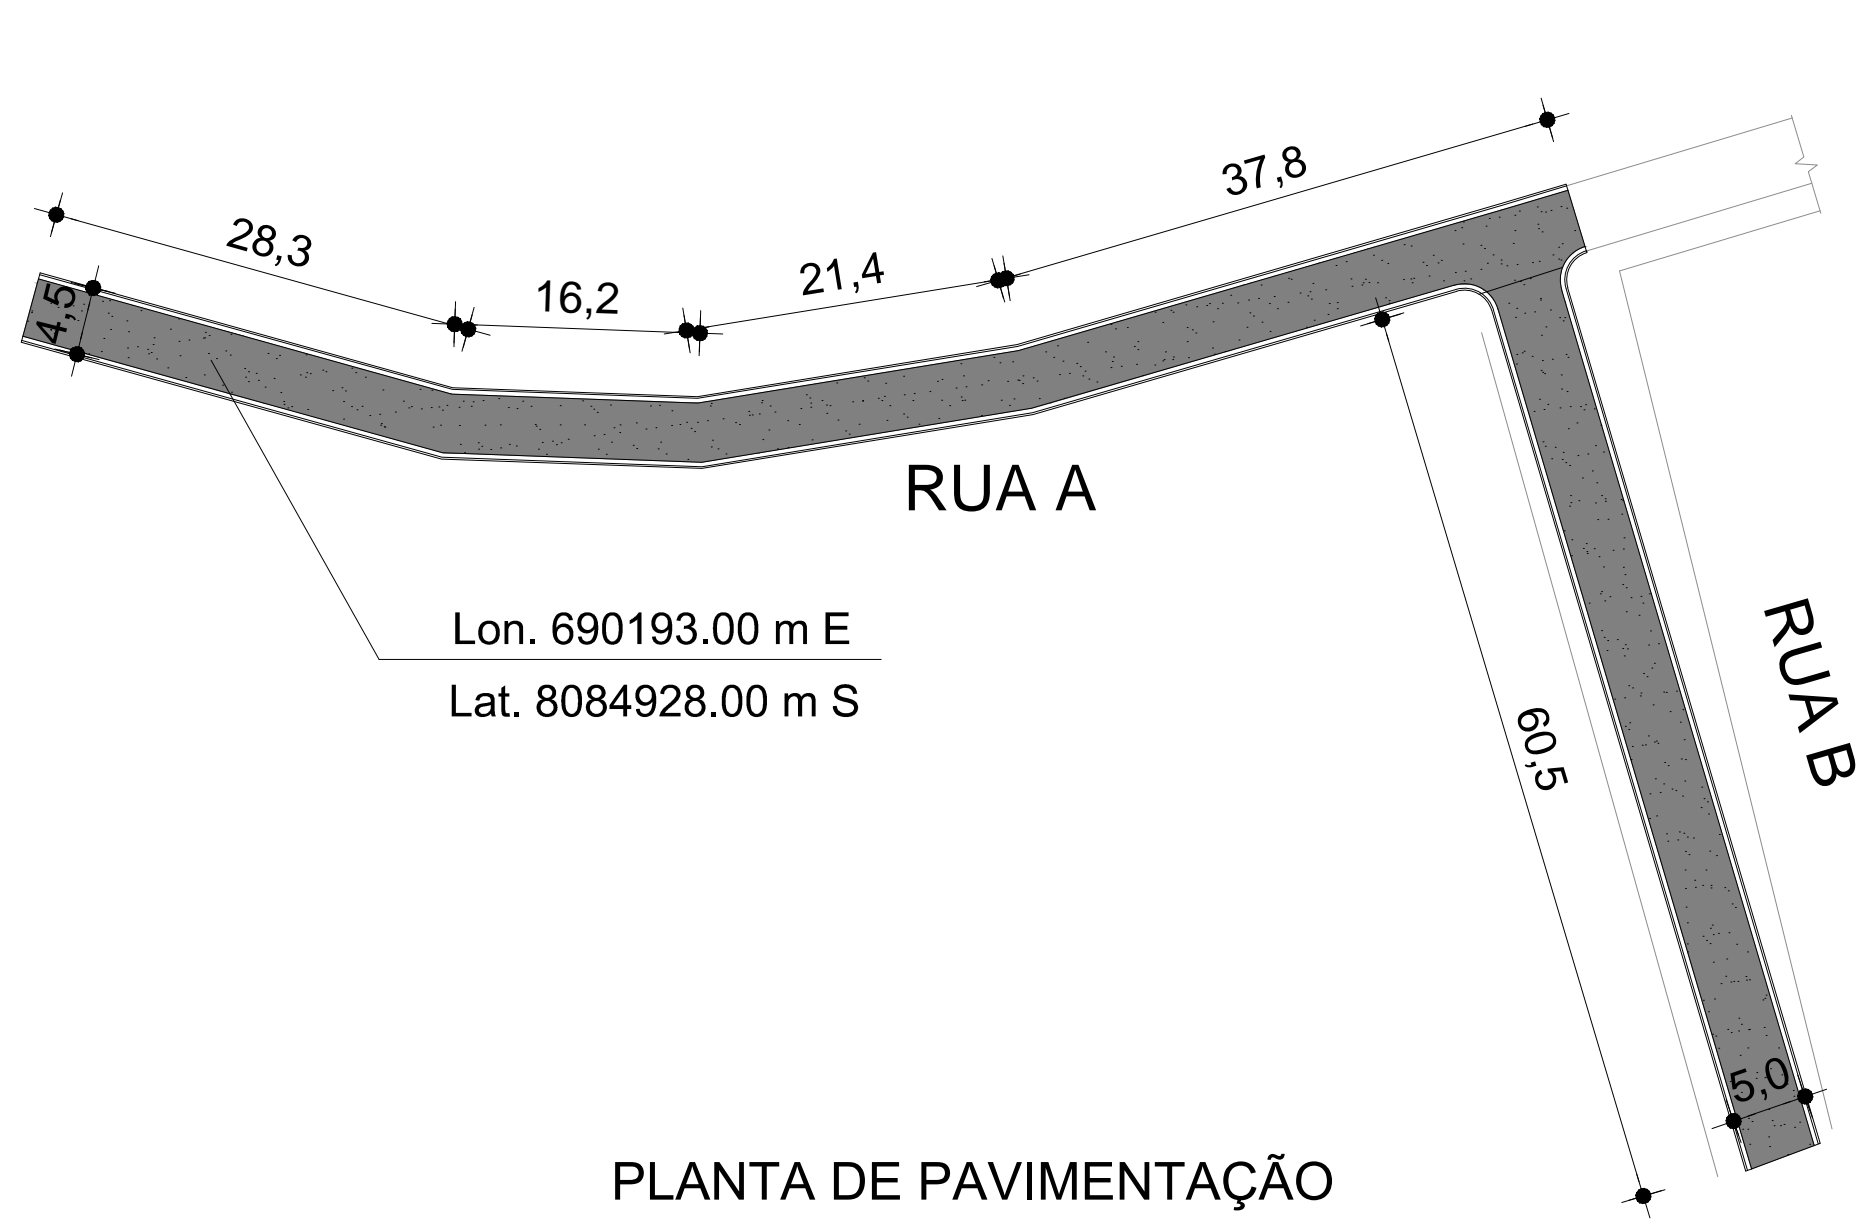 37,8
28,3
21,4
16,2
4,5
RUA A
Lon. 690193.00 m E
Lat. 8084928.00 m S
RUA B
60,5
5,0
PLANTA DE PAVIMENTAÇÃO